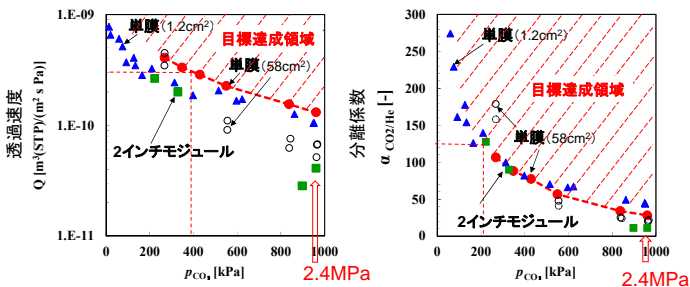 1.E-09
1.E-10
1.E-11
透過速度
Q [m³(STP)/(m² s Pa)]
単膜(1.2cm²)
目標達成領域
単膜(58cm²)
2インチモジュール
0 200 400 600 800 1000
pCO₂ [kPa]
2.4MPa
300
250
200
150
100
50
0
分離係数
α CO2/He [-]
単膜(1.2cm²)
目標達成領域
単膜(58cm²)
2インチモジュール
0 200 400 600 800 1000
pCO₂ [kPa]
2.4MPa